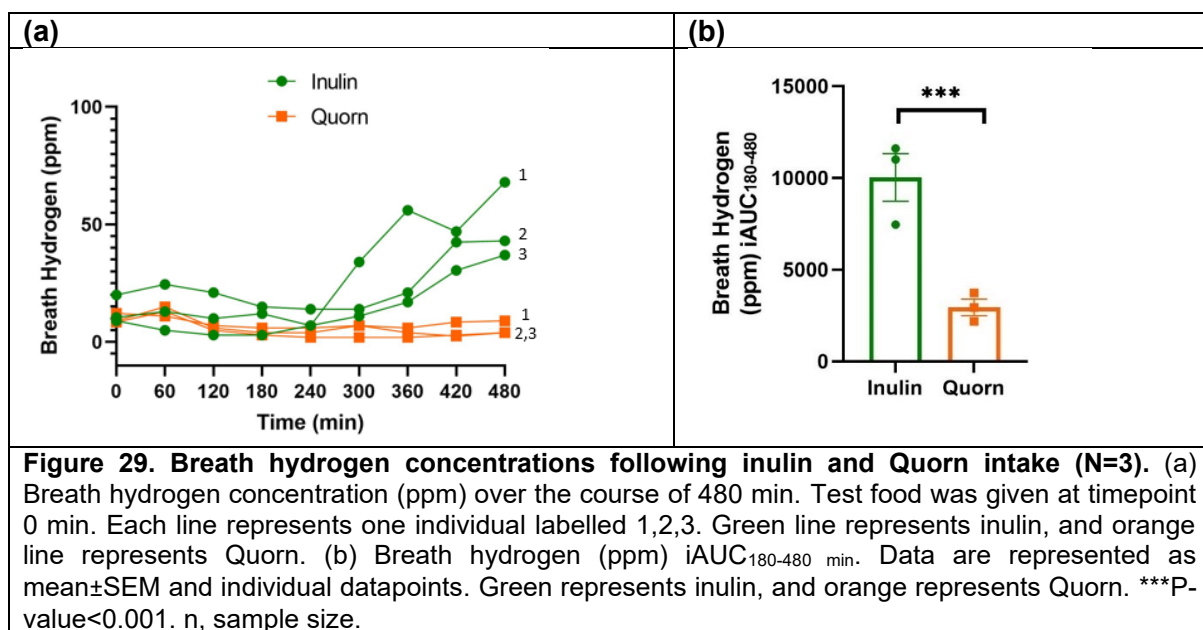 (a)
(b)
Inulin
Quorn
Breath Hydrogen (ppm)
100
50
0
1
2
3
1
2,3
0 60 120 180 240 300 360 420 480
Time (min)
Breath Hydrogen
(ppm) iAUC180-480
15000
10000
5000
0
***
Inulin Quorn
Figure 29. Breath hydrogen concentrations following inulin and Quorn intake (N=3). (a)
Breath hydrogen concentration (ppm) over the course of 480 min. Test food was given at timepoint
0 min. Each line represents one individual labelled 1,2,3. Green line represents inulin, and orange
line represents Quorn. (b) Breath hydrogen (ppm) iAUC180-480 min. Data are represented as
mean±SEM and individual datapoints. Green represents inulin, and orange represents Quorn. ***P-
value<0.001. n, sample size.